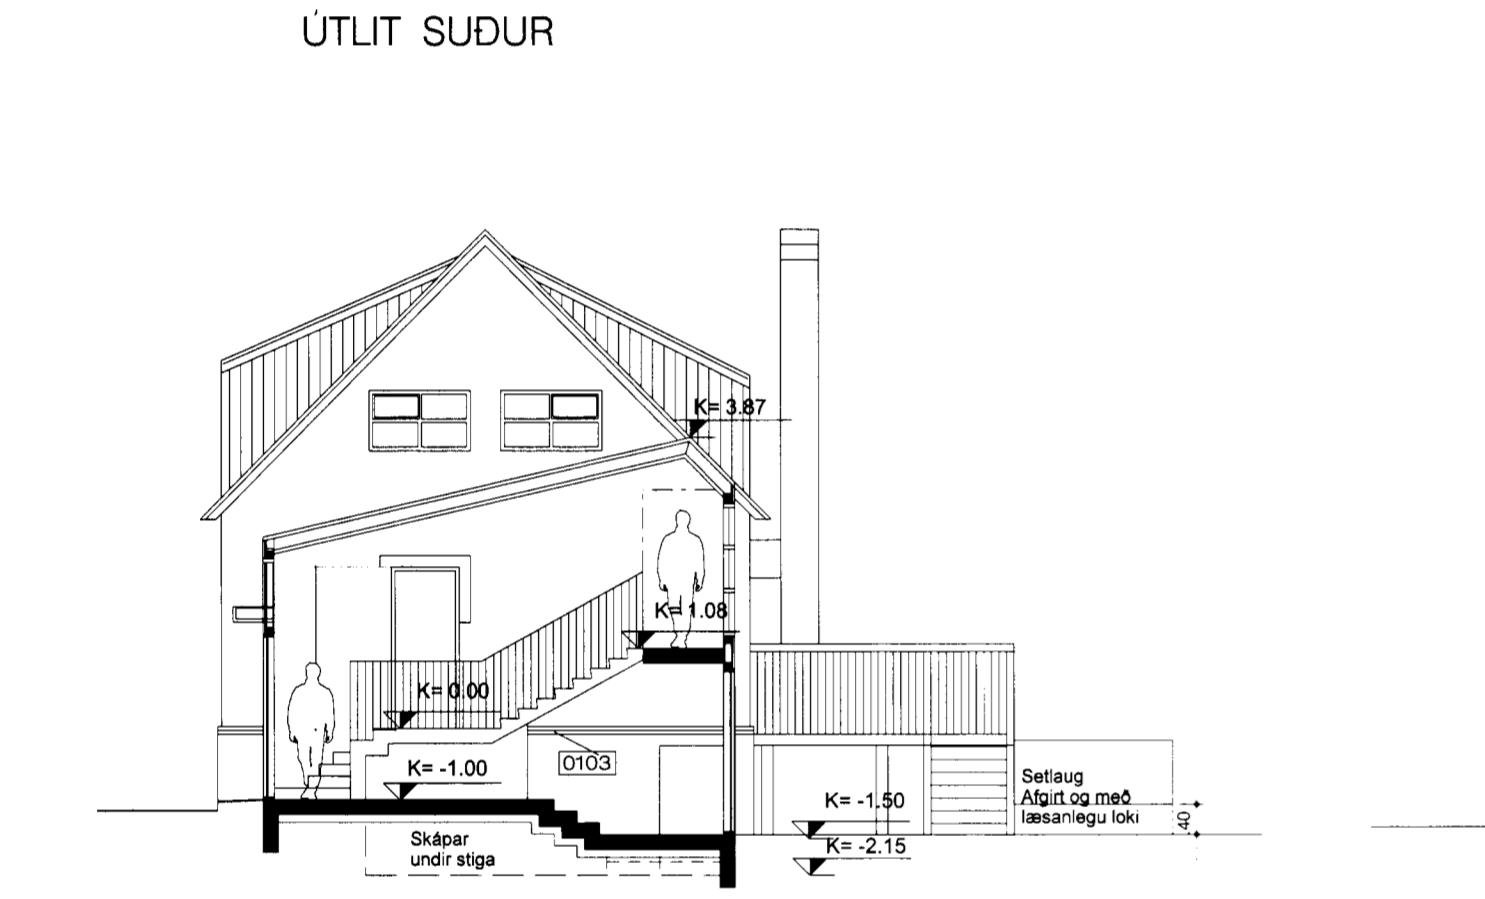 ÚTLIT SUÐUR
K= 3.87
K= 1.08
K= 0.00
0103
K= -1.00
Setlaug
Afgirt og með
læsanlegu loki
K= -1.50
40
Skápar
undir stiga
K= -2.15